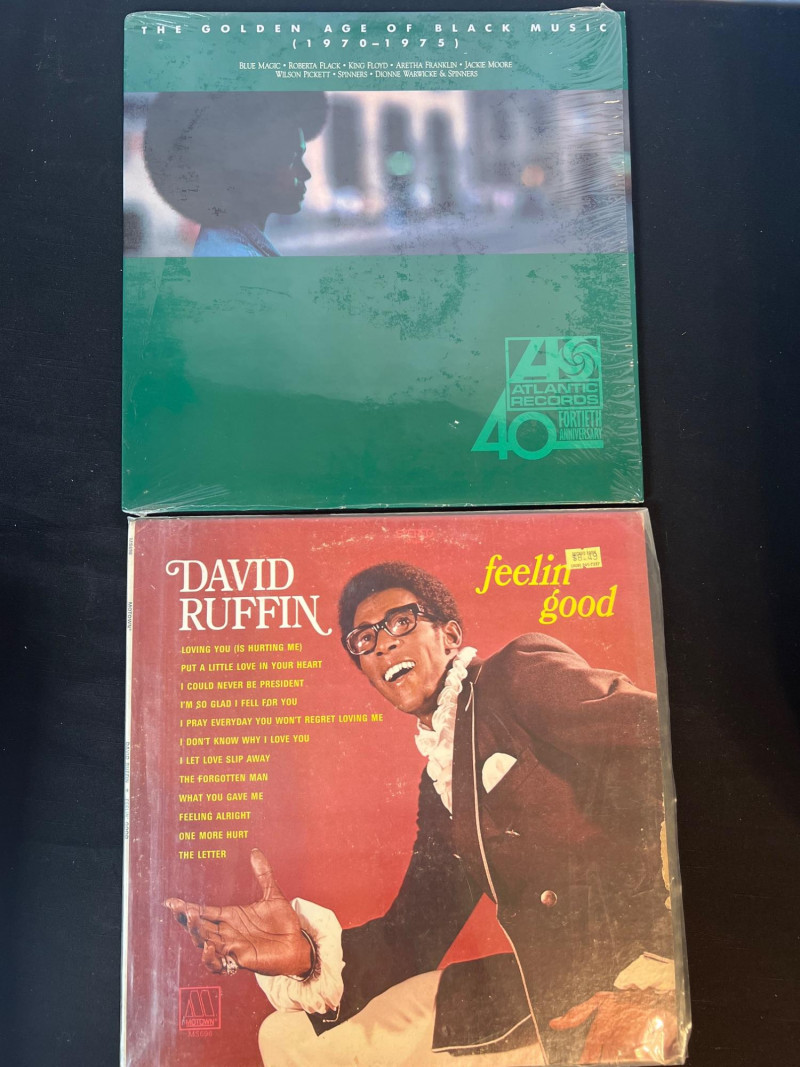 THE GOLDEN AGE OF BLACK MUSIC
(1970–1975)
BLUE MAGIC • ROBERTA FLACK • KING FLOYD • ARETHA FRANKLIN • JACKIE MOORE
WILSON PICKETT • SPINNERS • DIONNE WARWICKE & SPINNERS
ATLANTIC
RECORDS
40
FORTIETH
ANNIVERSARY
DAVID
RUFFIN
feelin
good
LOVING YOU (IS HURTING ME)
PUT A LITTLE LOVE IN YOUR HEART
I COULD NEVER BE PRESIDENT
I'M SO GLAD I FELL FOR YOU
I PRAY EVERYDAY YOU WON'T REGRET LOVING ME
I DON'T KNOW WHY I LOVE YOU
I LET LOVE SLIP AWAY
THE FORGOTTEN MAN
WHAT YOU GAVE ME
FEELING ALRIGHT
ONE MORE HURT
THE LETTER
M
MOTOWN